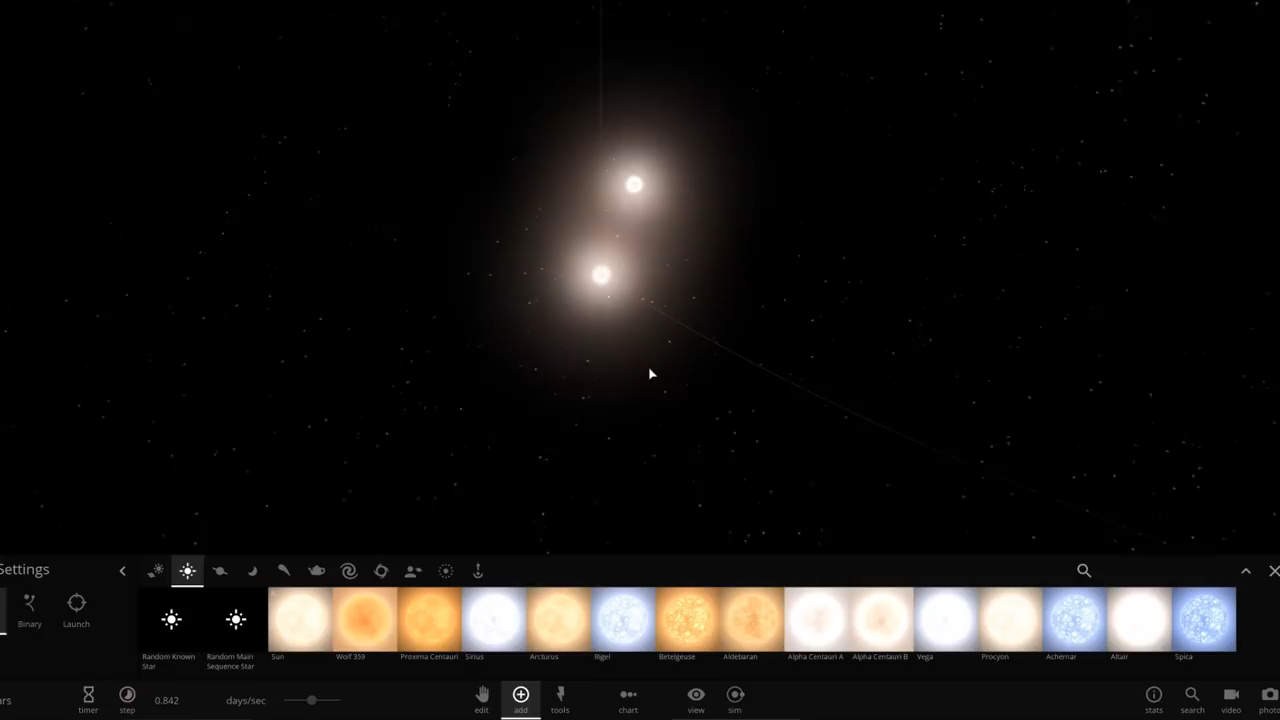 Settings
Binary
Launch
Random Known
Star
Random Main
Sequence Star
Sun
Wolf 359
Proxima Centauri
Sirius
Arcturus
Rigel
Betelgeuse
Aldebaran
Alpha Centauri A
Alpha Centauri B
Vega
Procyon
Achernar
Altair
Spica
ars
timer
step
0.842
days/sec
edit
add
tools
chart
view
sim
stats
search
video
photo